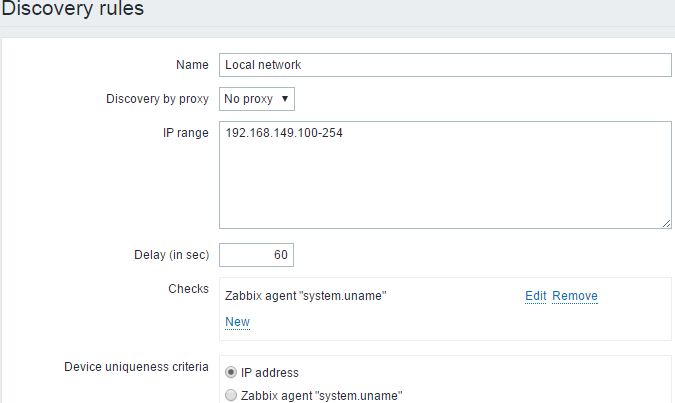 Discovery rules
Name Local network
Discovery by proxy No proxy
IP range 192.168.149.100-254
Delay (in sec) 60
Checks Zabbix agent "system.uname" Edit Remove
New
Device uniqueness criteria IP address
Zabbix agent "system.uname"